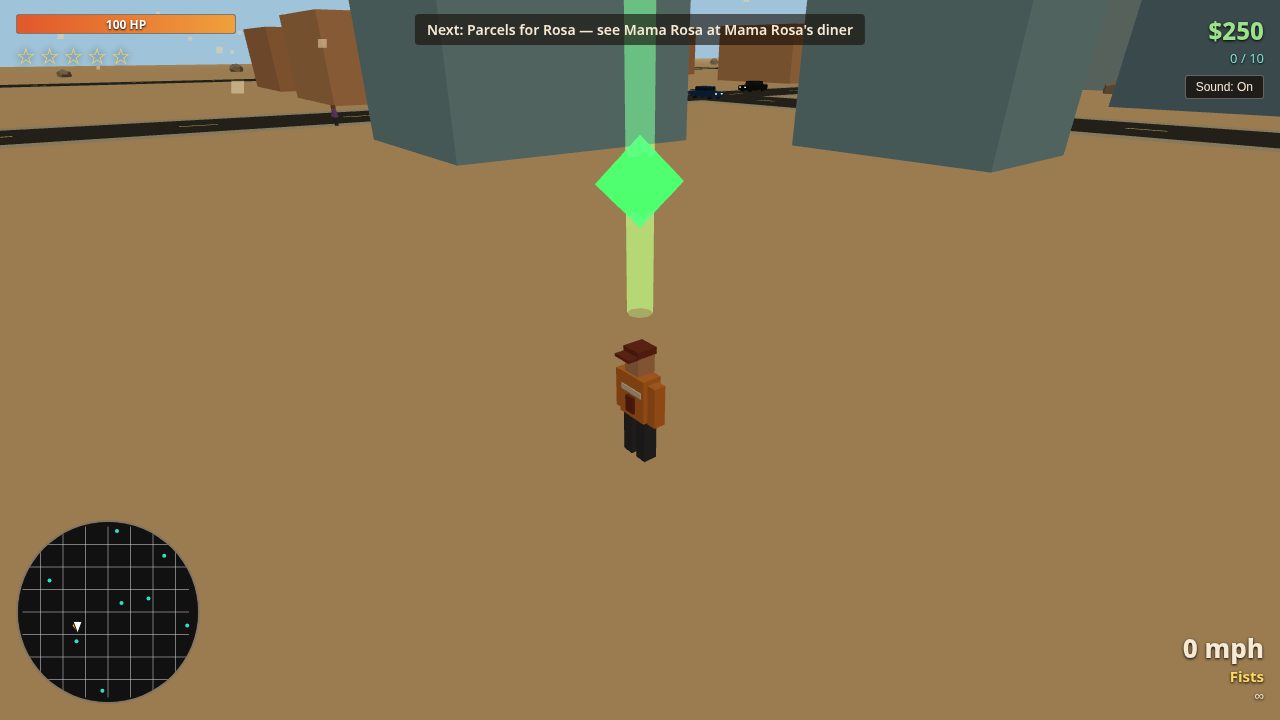 100 HP
Next: Parcels for Rosa — see Mama Rosa at Mama Rosa's diner
$250
0 / 10
Sound: On
0 mph
Fists
∞